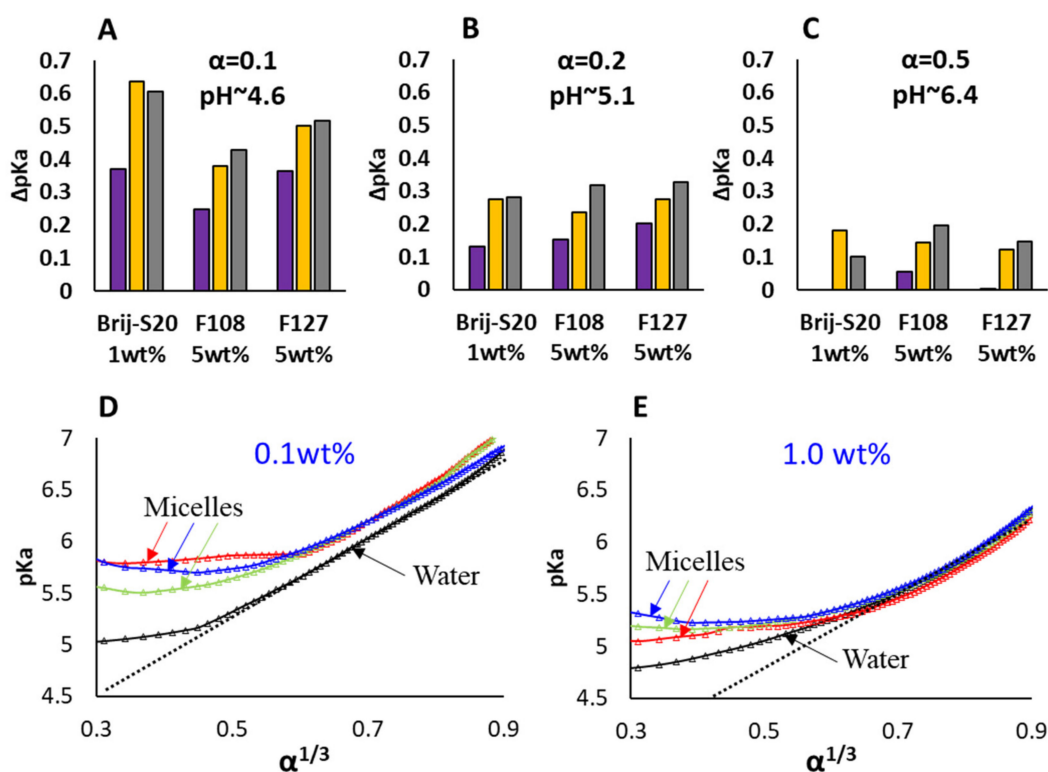 A
α=0.1
pH~4.6
ΔpKa
0.7
0.6
0.5
0.4
0.3
0.2
0.1
0
Brij-S20 F108 F127
1wt% 5wt% 5wt%
B
α=0.2
pH~5.1
ΔpKa
0.7
0.6
0.5
0.4
0.3
0.2
0.1
0
Brij-S20 F108 F127
1wt% 5wt% 5wt%
C
α=0.5
pH~6.4
ΔpKa
0.7
0.6
0.5
0.4
0.3
0.2
0.1
0
Brij-S20 F108 F127
1wt% 5wt% 5wt%
D
0.1wt%
Micelles
Water
pKa
7
6.5
6
5.5
5
4.5
0.3 0.5 0.7 0.9
α1/3
E
1.0 wt%
Micelles
Water
pKa
7
6.5
6
5.5
5
4.5
0.3 0.5 0.7 0.9
α1/3